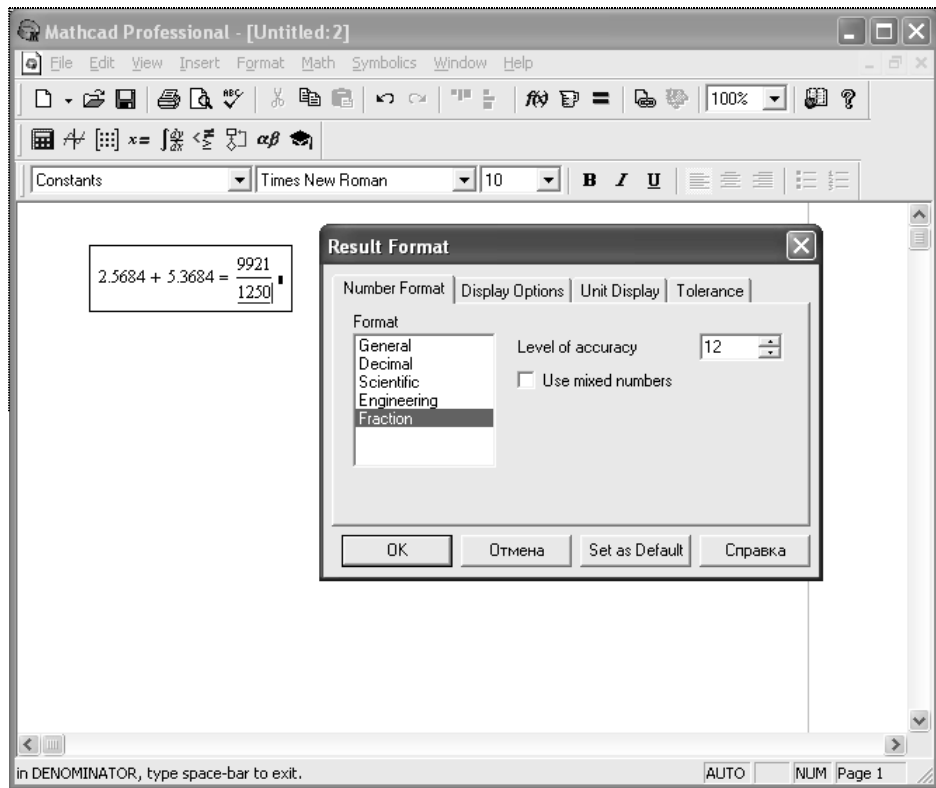 Mathcad Professional - [Untitled:2]
File Edit View Insert Format Math Symbolics Window Help
100%
x=
αβ
Constants Times New Roman 10 B I U
2.5684 + 5.3684 = 9921
1250
Result Format
Number Format Display Options Unit Display Tolerance
Format
General
Decimal
Scientific
Engineering
Fraction
Level of accuracy 12
Use mixed numbers
OK Отмена Set as Default Справка
in DENOMINATOR, type space-bar to exit. AUTO NUM Page 1